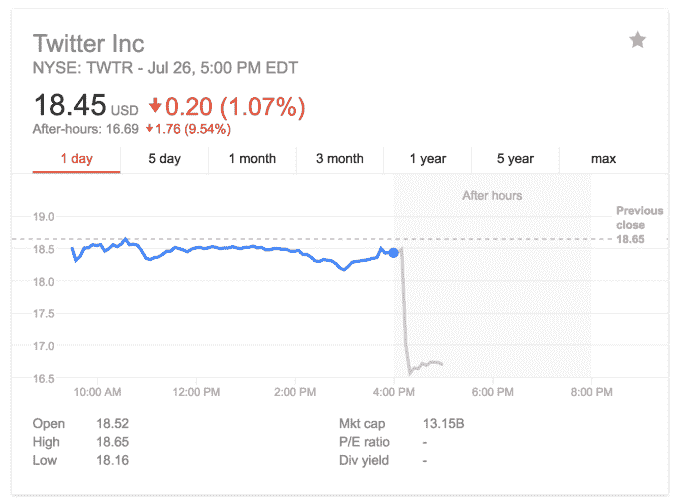 Twitter Inc
NYSE: TWTR - Jul 26, 5:00 PM EDT
18.45 USD 0.20 (1.07%)
After-hours: 16.69 1.76 (9.54%)
1 day 5 day 1 month 3 month 1 year 5 year max
After hours
Previous
close
18.65
19.0
18.5
18.0
17.5
17.0
16.5
10:00 AM 12:00 PM 2:00 PM 4:00 PM 6:00 PM 8:00 PM
Open 18.52 Mkt cap 13.15B
High 18.65 P/E ratio -
Low 18.16 Div yield -